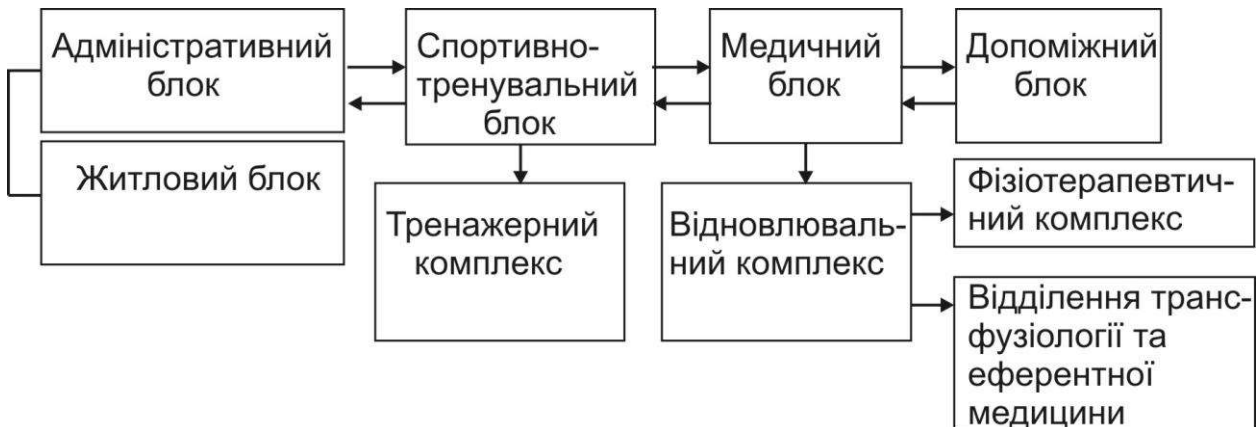 Адміністративний
блок
Спортивно-
тренувальний
блок
Медичний
блок
Допоміжний
блок
Житловий блок
Тренажерний
комплекс
Відновлюваль-
ний комплекс
Фізіотерапевтич-
ний комплекс
Відділення транс-
фузіології та
еферентної
медицини